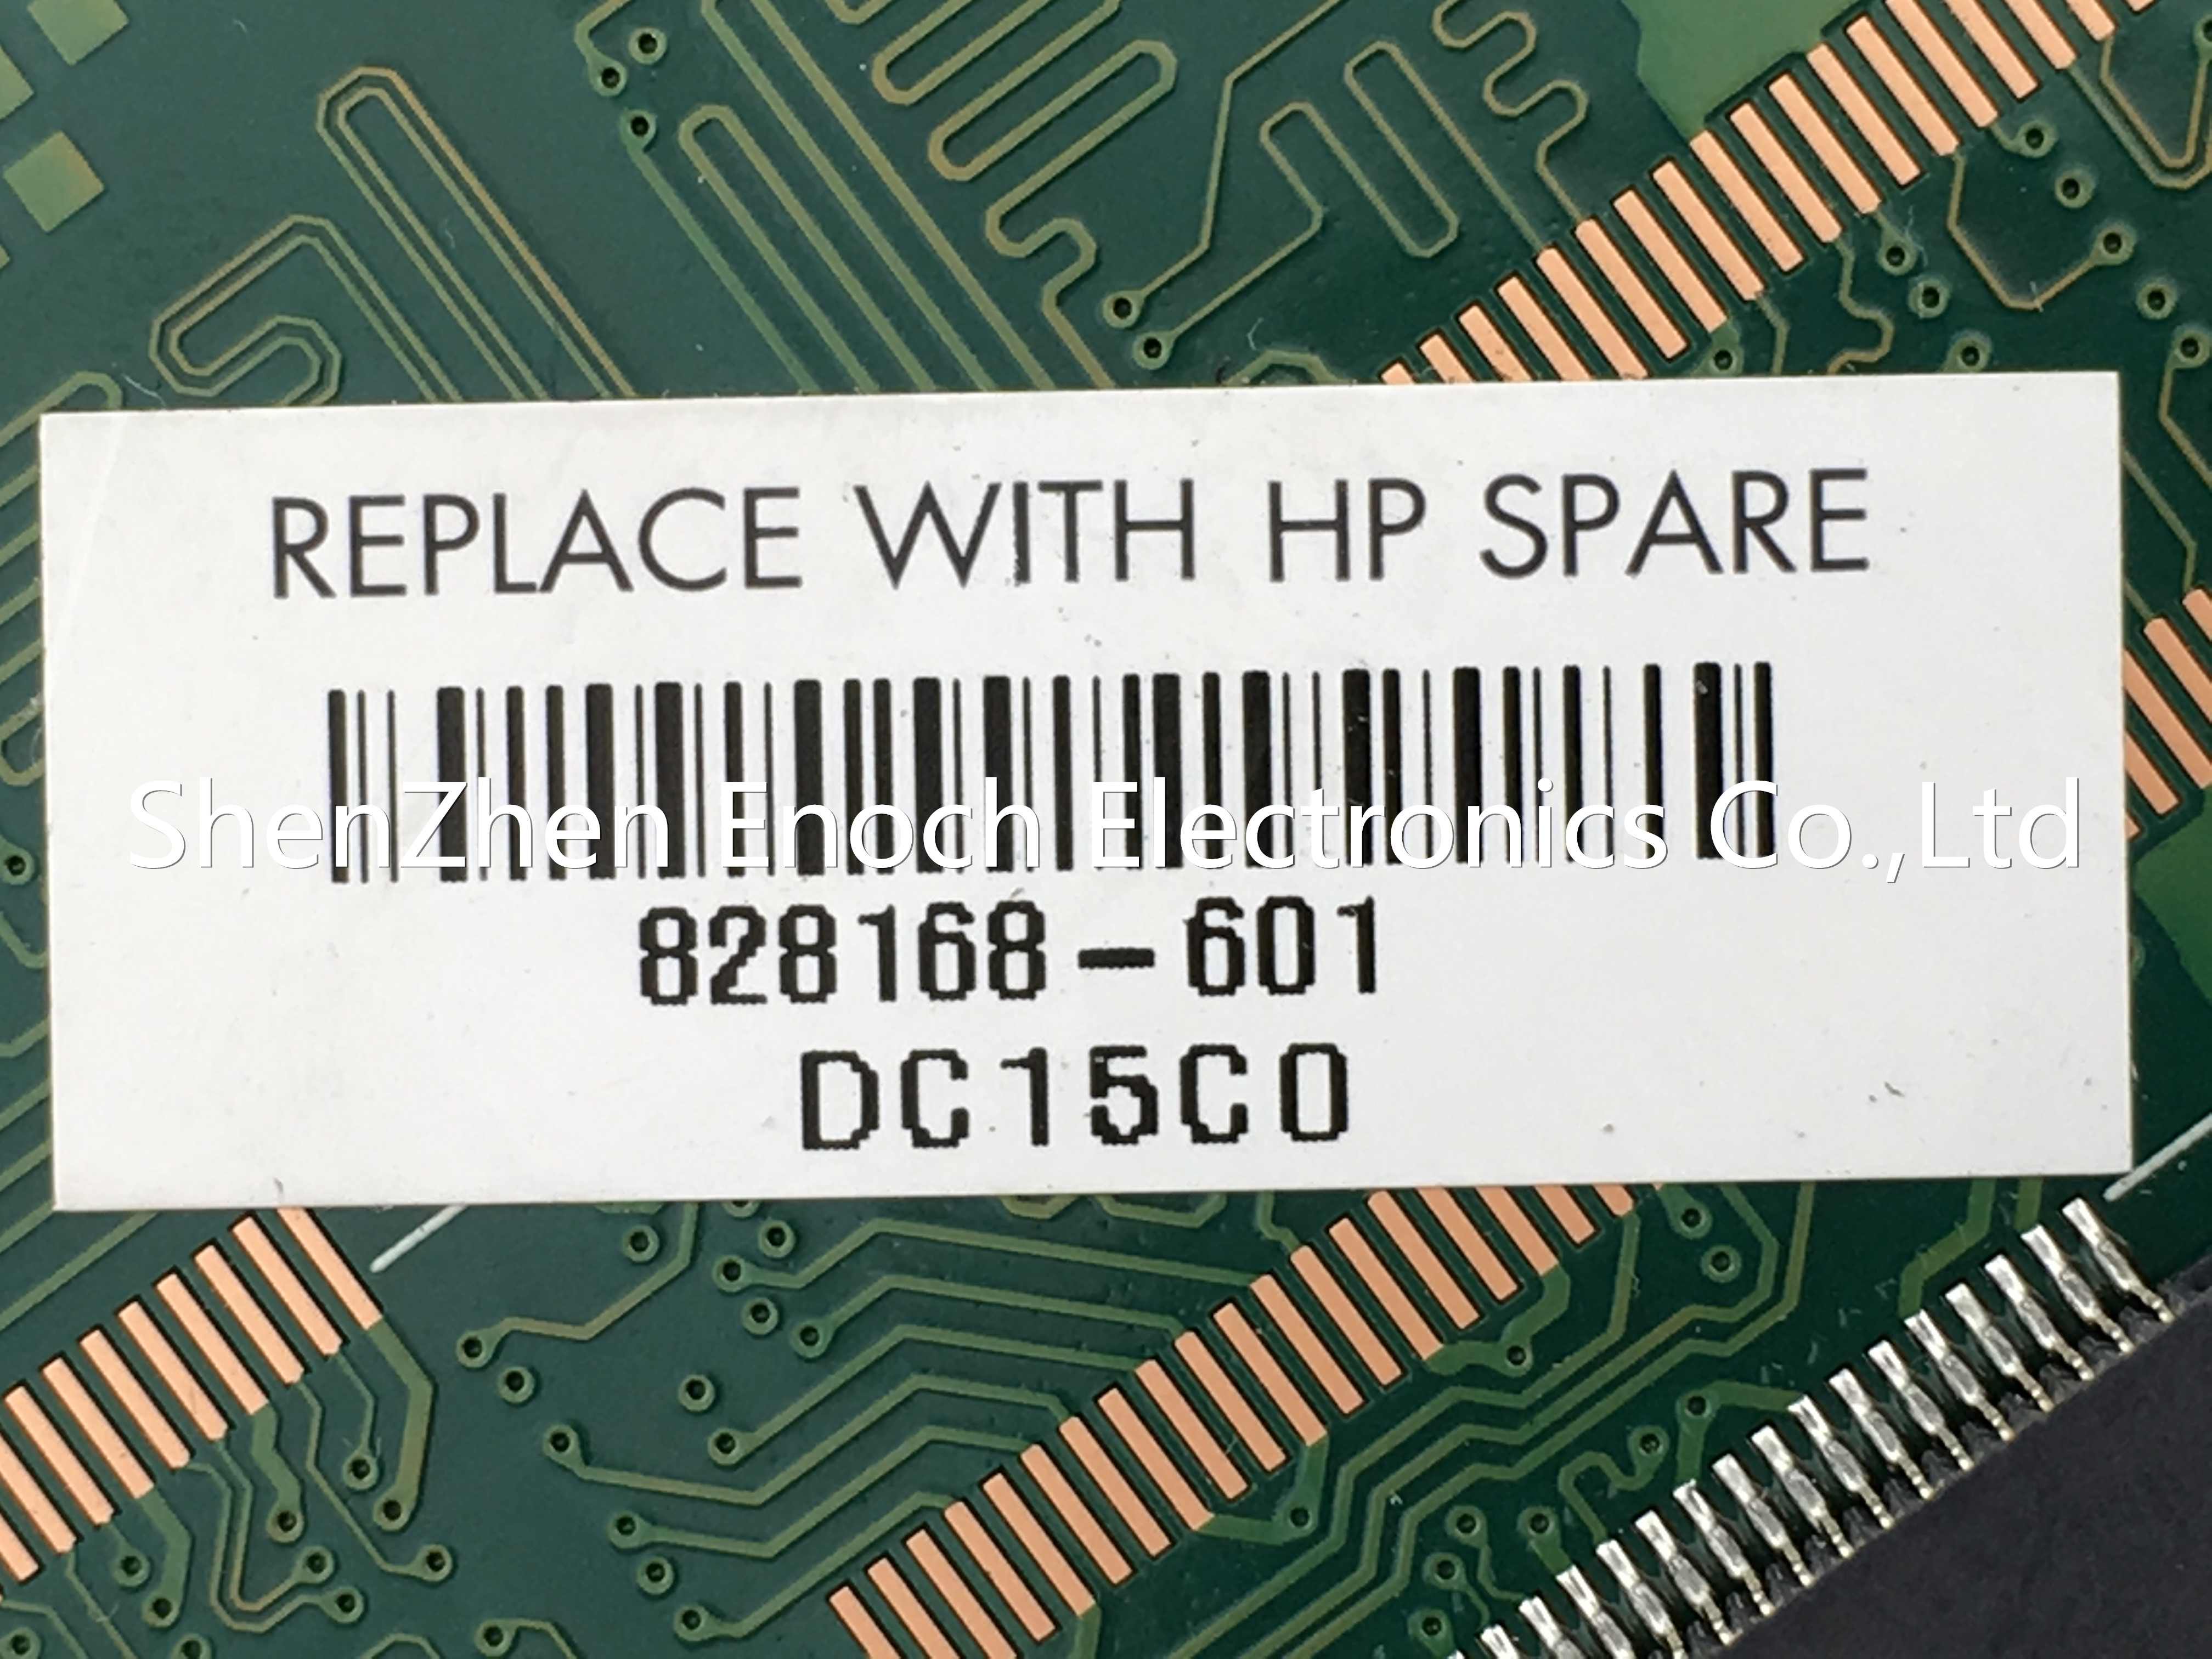 REPLACE WITH HP SPARE
ShenZhen Enoch Electronics Co.,Ltd
828168-601
DC15C0